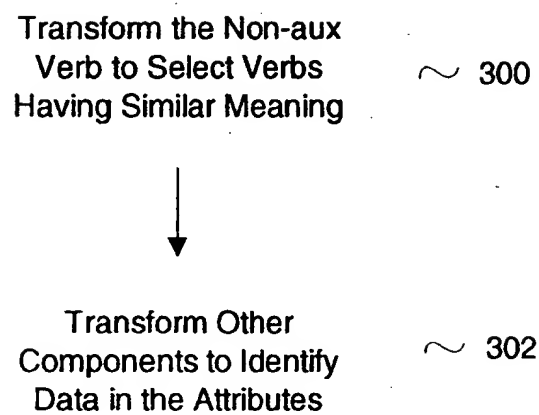 Transform the Non-aux
Verb to Select Verbs
Having Similar Meaning
300
Transform Other
Components to Identify
Data in the Attributes
302